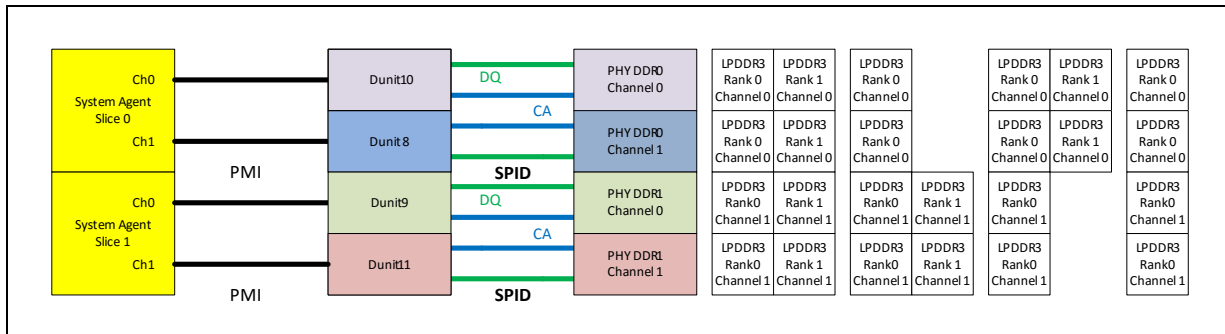 Ch0
System Agent
Slice 0
Ch1
Ch0
System Agent
Slice 1
Ch1
PMI
PMI
Dunit10
Dunit 8
Dunit9
Dunit11
DQ
CA
SPID
DQ
CA
SPID
PHY DDR0
Channel 0
PHY DDR0
Channel 1
PHY DDR1
Channel 0
PHY DDR1
Channel 1
LPDDR3
Rank 0
Channel 0
LPDDR3
Rank 1
Channel 0
LPDDR3
Rank 0
Channel 0
LPDDR3
Rank 0
Channel 0
LPDDR3
Rank 1
Channel 0
LPDDR3
Rank 0
Channel 0
LPDDR3
Rank 0
Channel 0
LPDDR3
Rank 1
Channel 0
LPDDR3
Rank 0
Channel 0
LPDDR3
Rank 0
Channel 0
LPDDR3
Rank 1
Channel 0
LPDDR3
Rank 0
Channel 0
LPDDR3
Rank0
Channel 1
LPDDR3
Rank 1
Channel 1
LPDDR3
Rank0
Channel 1
LPDDR3
Rank 1
Channel 1
LPDDR3
Rank0
Channel 1
LPDDR3
Rank0
Channel 1
LPDDR3
Rank0
Channel 1
LPDDR3
Rank 1
Channel 1
LPDDR3
Rank0
Channel 1
LPDDR3
Rank 1
Channel 1
LPDDR3
Rank0
Channel 1
LPDDR3
Rank0
Channel 1